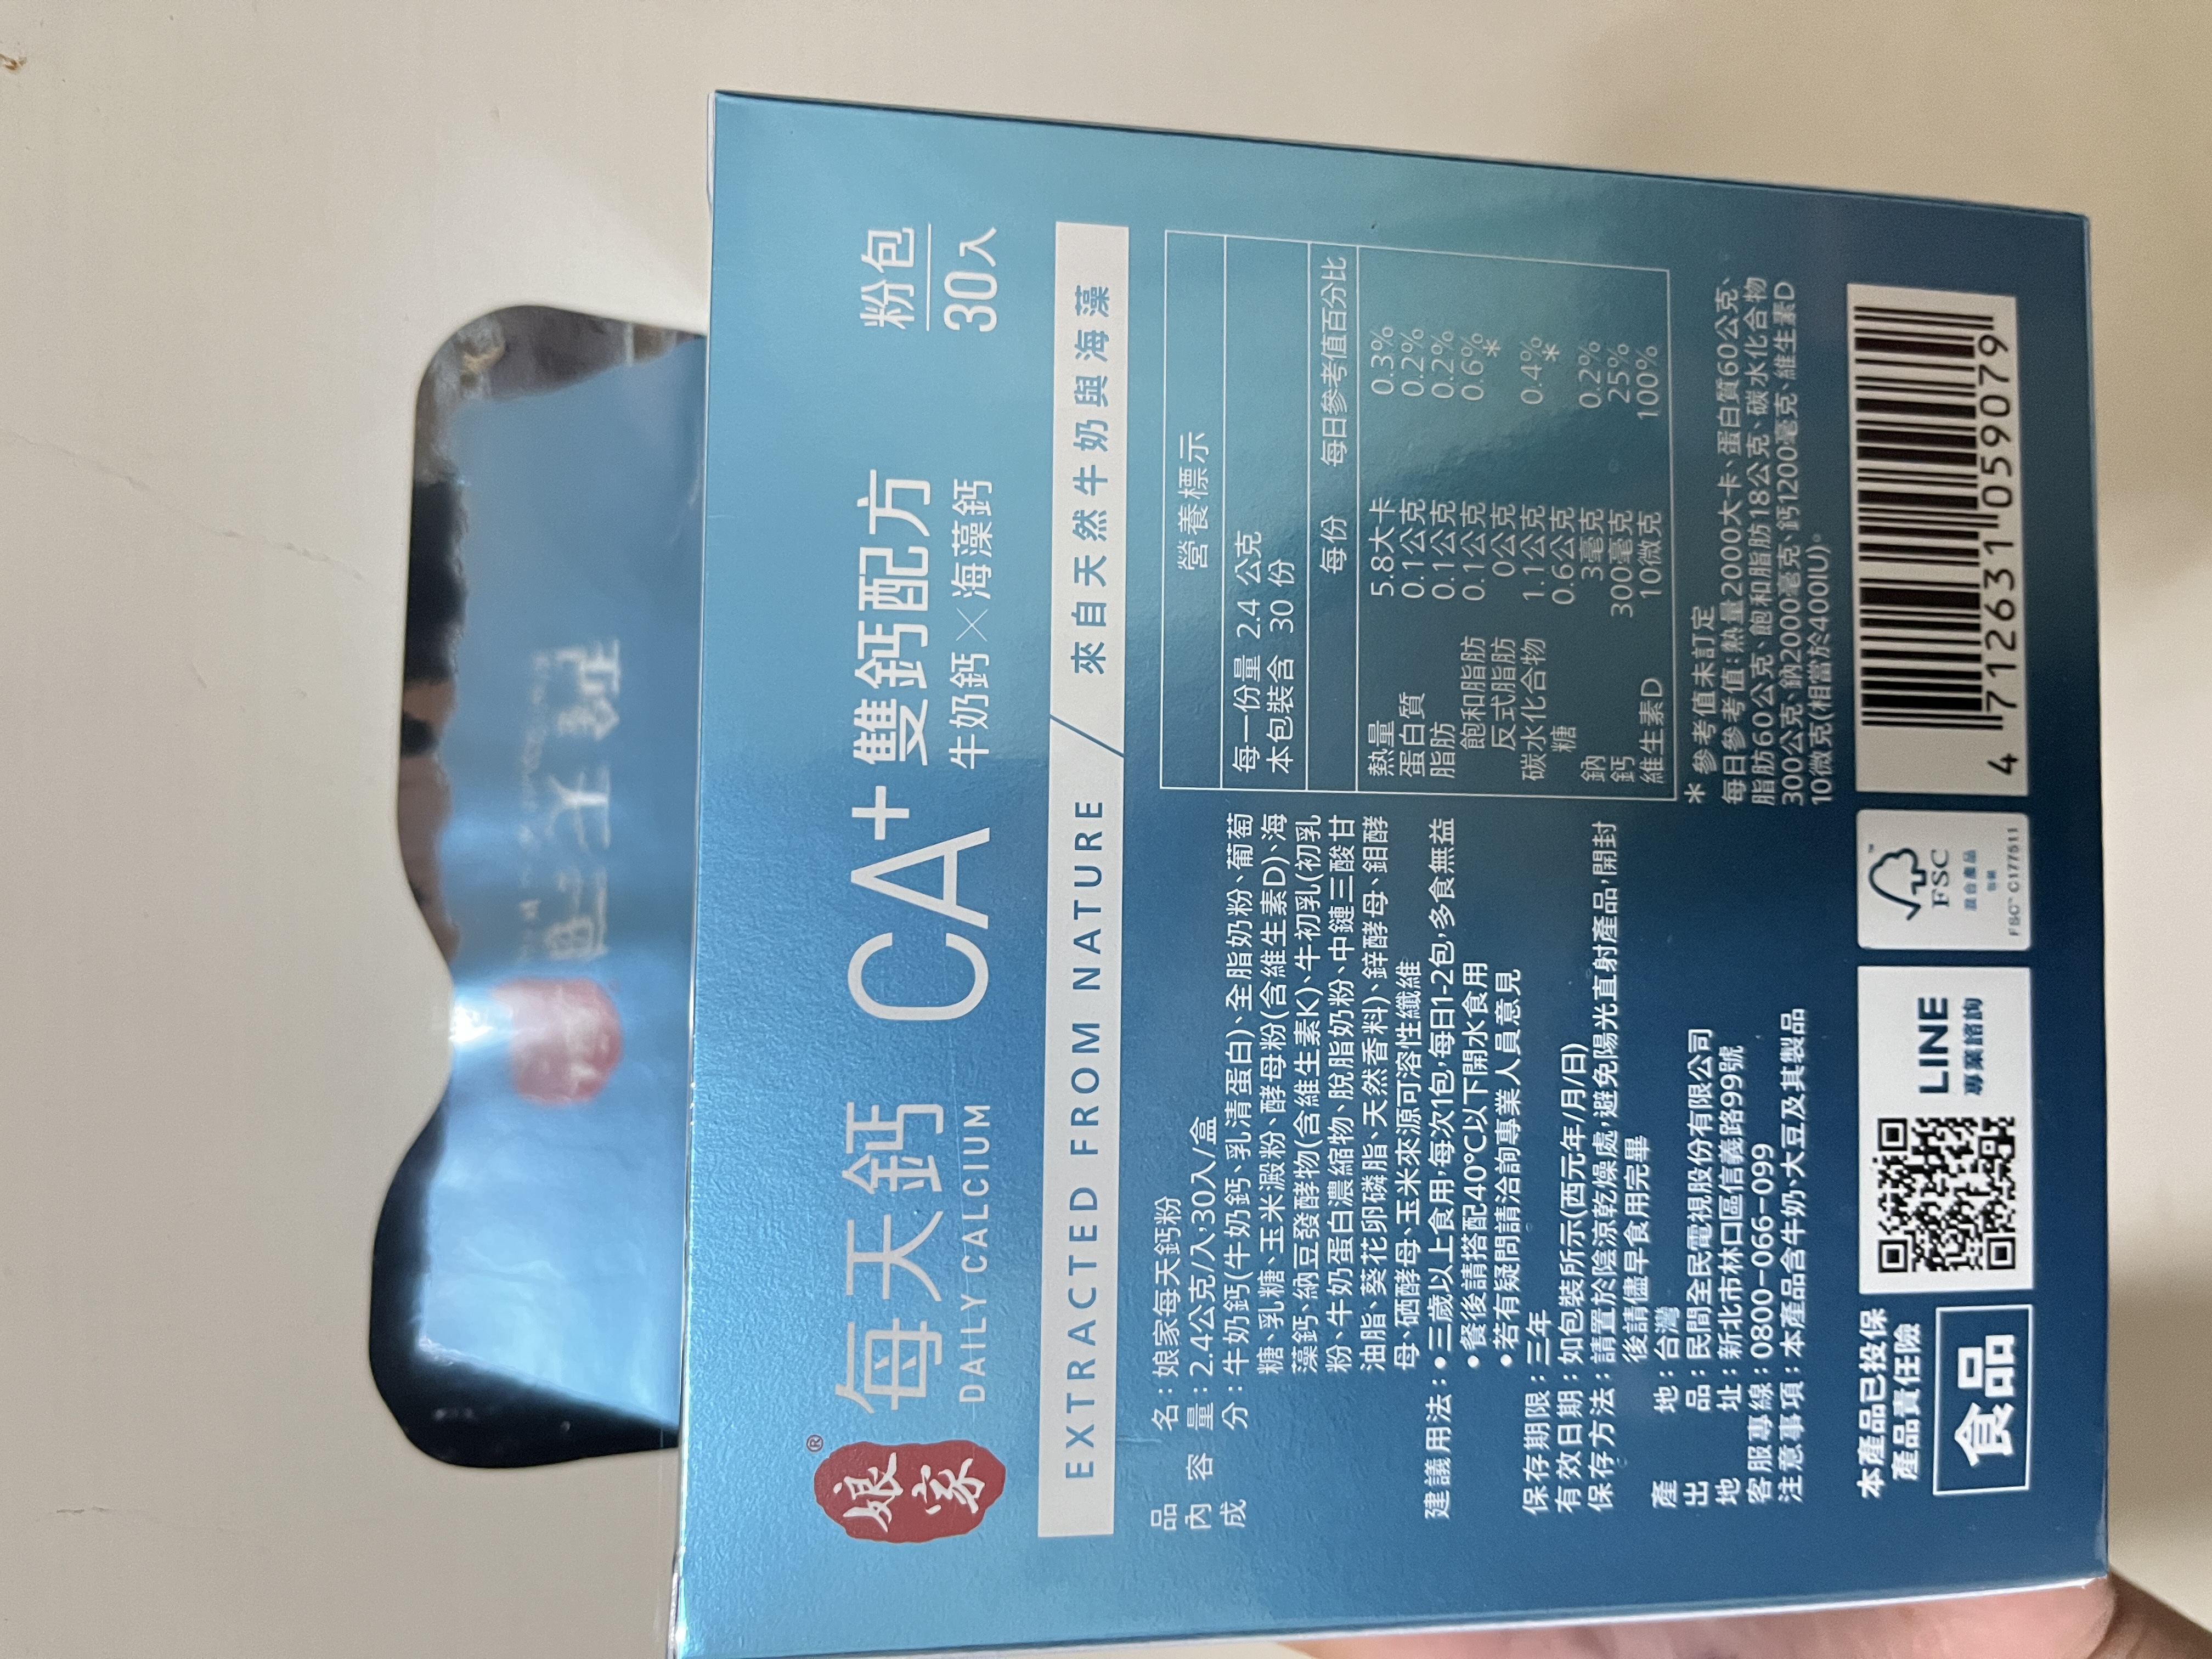 娘家®
每天鈣 CA⁺ 雙鈣配方 粉包
DAILY CALCIUM 牛奶鈣×海藻鈣 30入
EXTRACTED FROM NATURE / 來自天然牛奶與海藻
品名：娘家每天鈣粉
內容量：2.4公克/入,30入/盒
成分：牛奶鈣(牛奶鈣、乳清蛋白)、全脂奶粉、葡萄
糖、乳糖、玉米澱粉、酵母粉(含維生素D)、海
藻鈣、納豆發酵物(含維生素K)、牛初乳(初乳
粉、牛奶蛋白濃縮物、脫脂奶粉、中鏈三酸甘
油脂、葵花卵磷脂、天然香料)、鋅酵母、鉬酵
母、硒酵母、玉米來源可溶性纖維
建議用法：•三歲以上食用,每次1包,每日1-2包,多食無益
•餐後請搭配40°C以下開水食用
•若有疑問請洽詢專業人員意見
保存期限：三年
有效日期：如包裝所示(西元年/月/日)
保存方法：請置於陰涼乾燥處,避免陽光直射產品,開封
後請儘早食用完畢
產地：台灣
出品：民間全民電視股份有限公司
地址：新北市林口區信義路99號
客服專線：0800-066-099
注意事項：本產品含牛奶、大豆及其製品
營養標示
每一份量 2.4 公克
本包裝含 30 份
每份 每日參考值百分比
熱量 5.8大卡 0.3%
蛋白質 0.1公克 0.2%
脂肪 0.1公克 0.2%
飽和脂肪 0.1公克 0.6%
反式脂肪 0公克 *
碳水化合物 1.1公克 0.4%
糖 0.6公克 *
鈉 3毫克 0.2%
鈣 300毫克 25%
維生素D 10微克 100%
* 參考值未訂定
每日參考值:熱量2000大卡、蛋白質60公克、
脂肪60公克、飽和脂肪18公克、碳水化合物
300公克、鈉2000毫克、鈣1200毫克、維生素D
10微克(相當於400IU)。
本產品已投保
產品責任險
食品
LINE
專業諮詢
FSC™
混合產品
包裝
FSC™ C177511
4 712631 059079